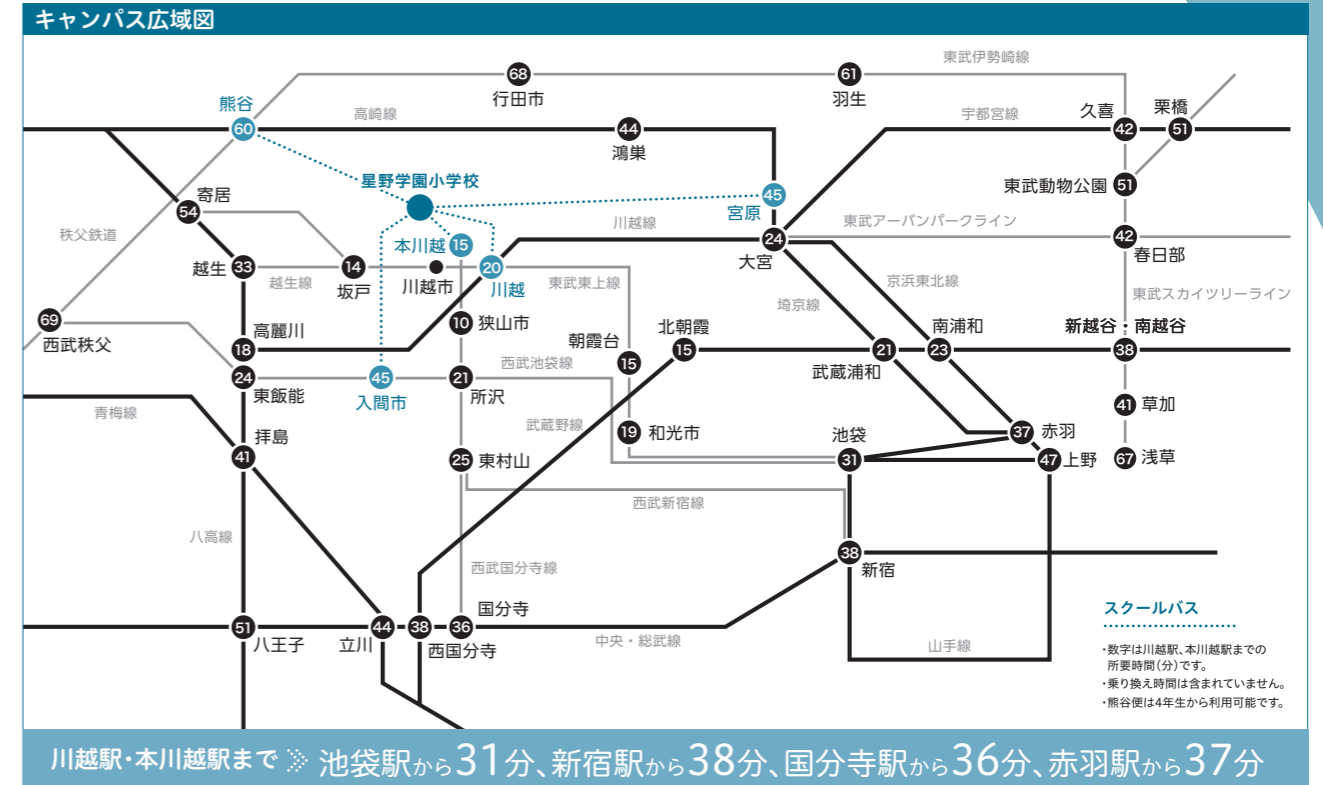 キャンパス広域図
東武伊勢崎線
68
行田市
61
羽生
熊谷
60
高崎線
44
鴻巣
宇都宮線
久喜
42
栗橋
51
星野学園小学校
寄居
54
45
宮原
東武動物公園
51
秩父鉄道
本川越
15
川越線
東武アーバンパークライン
24
大宮
42
春日部
越生
33
越生線
14
坂戸
川越市
20
川越
東武東上線
京浜東北線
埼京線
東武スカイツリーライン
69
西武秩父
高麗川
18
10
狭山市
朝霞台
15
北朝霞
15
21
武蔵浦和
南浦和
23
新越谷・南越谷
38
24
東飯能
45
入間市
21
所沢
西武池袋線
青梅線
41
草加
拝島
41
武蔵野線
19
和光市
池袋
31
37
赤羽
25
東村山
47
上野
67
浅草
西武新宿線
八高線
38
新宿
西武国分寺線
国分寺
51
八王子
44
立川
38
西国分寺
36
中央・総武線
山手線
スクールバス
・数字は川越駅、本川越駅までの
所要時間(分)です。
・乗り換え時間は含まれていません。
・熊谷便は4年生から利用可能です。
川越駅・本川越駅まで 池袋駅から31分、新宿駅から38分、国分寺駅から36分、赤羽駅から37分